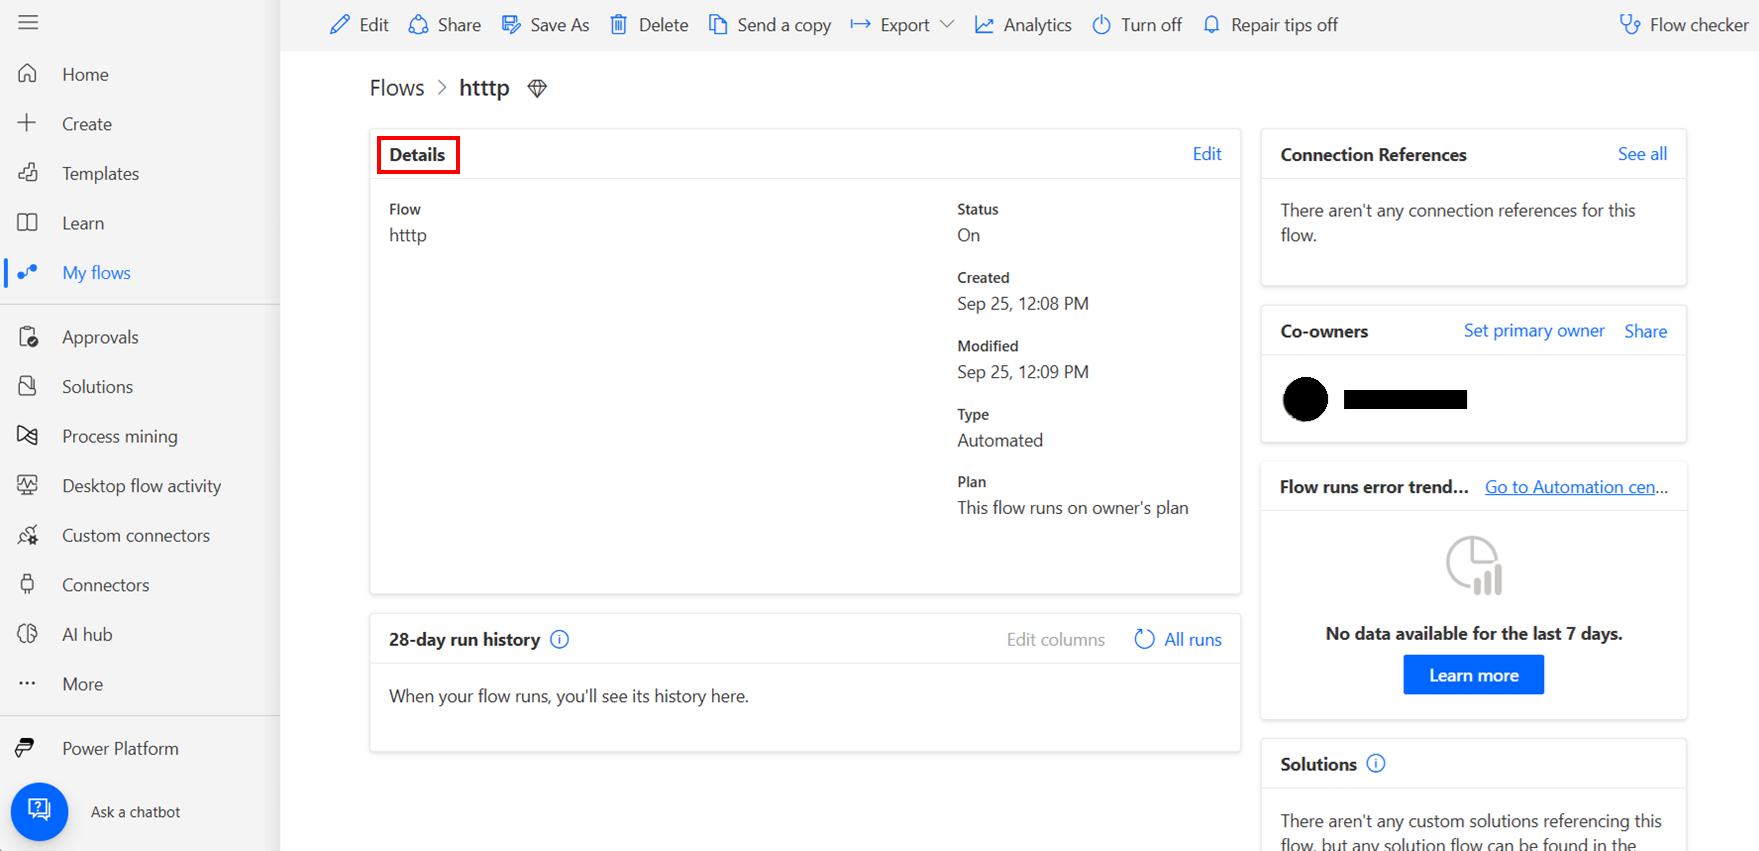 Edit Share Save As Delete Send a copy Export Analytics Turn off Repair tips off Flow checker
Home
Create
Templates
Learn
My flows
Approvals
Solutions
Process mining
Desktop flow activity
Custom connectors
Connectors
AI hub
More
Power Platform
Ask a chatbot
Flows > htttp
Details Edit
Flow
htttp
Status
On
Created
Sep 25, 12:08 PM
Modified
Sep 25, 12:09 PM
Type
Automated
Plan
This flow runs on owner's plan
28-day run history Edit columns All runs
When your flow runs, you'll see its history here.
Connection References See all
There aren't any connection references for this
flow.
Co-owners Set primary owner Share
Flow runs error trend... Go to Automation cen...
No data available for the last 7 days.
Learn more
Solutions
There aren't any custom solutions referencing this
flow, but any solution flow can be found in the